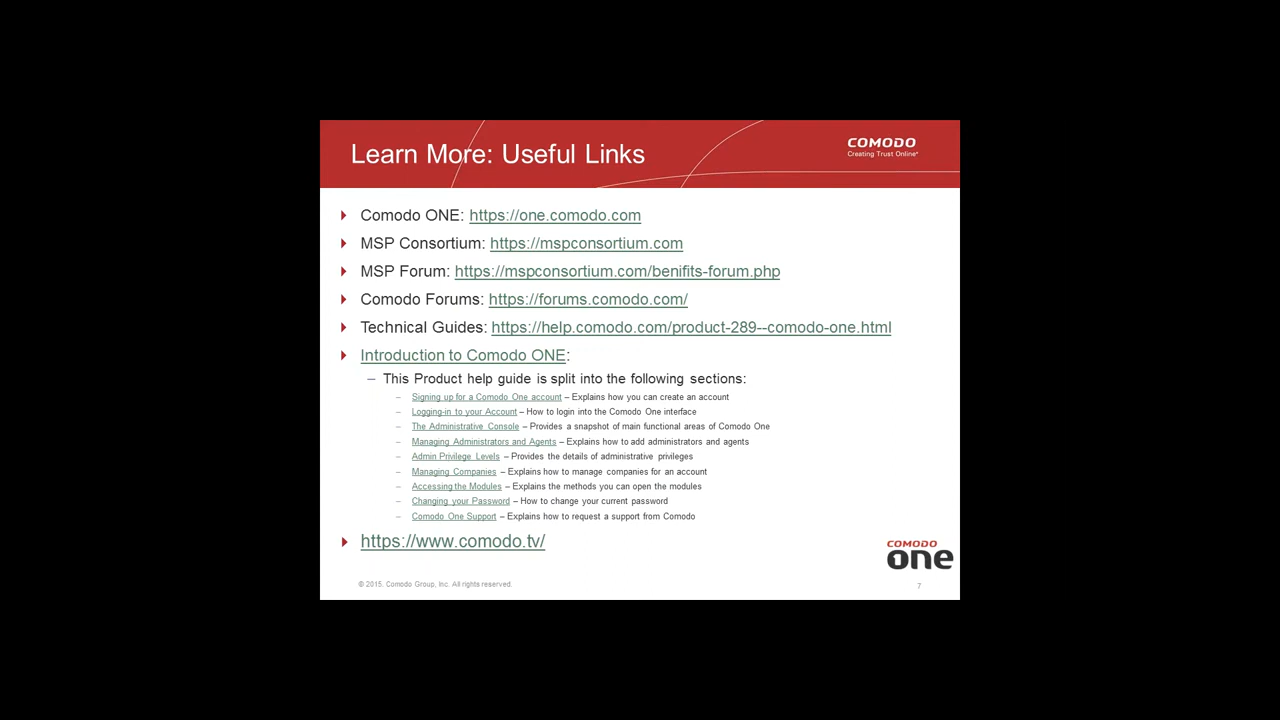 Learn More: Useful Links
COMODO
Creating Trust Online®
Comodo ONE: https://one.comodo.com
MSP Consortium: https://mspconsortium.com
MSP Forum: https://mspconsortium.com/benifits-forum.php
Comodo Forums: https://forums.comodo.com/
Technical Guides: https://help.comodo.com/product-289--comodo-one.html
Introduction to Comodo ONE:
– This Product help guide is split into the following sections:
– Signing up for a Comodo One account – Explains how you can create an account
– Logging-in to your Account – How to login into the Comodo One interface
– The Administrative Console – Provides a snapshot of main functional areas of Comodo One
– Managing Administrators and Agents – Explains how to add administrators and agents
– Admin Privilege Levels – Provides the details of administrative privileges
– Managing Companies – Explains how to manage companies for an account
– Accessing the Modules – Explains the methods you can open the modules
– Changing your Password – How to change your current password
– Comodo One Support – Explains how to request a support from Comodo
https://www.comodo.tv/
COMODO
one
© 2015. Comodo Group, Inc. All rights reserved.
7